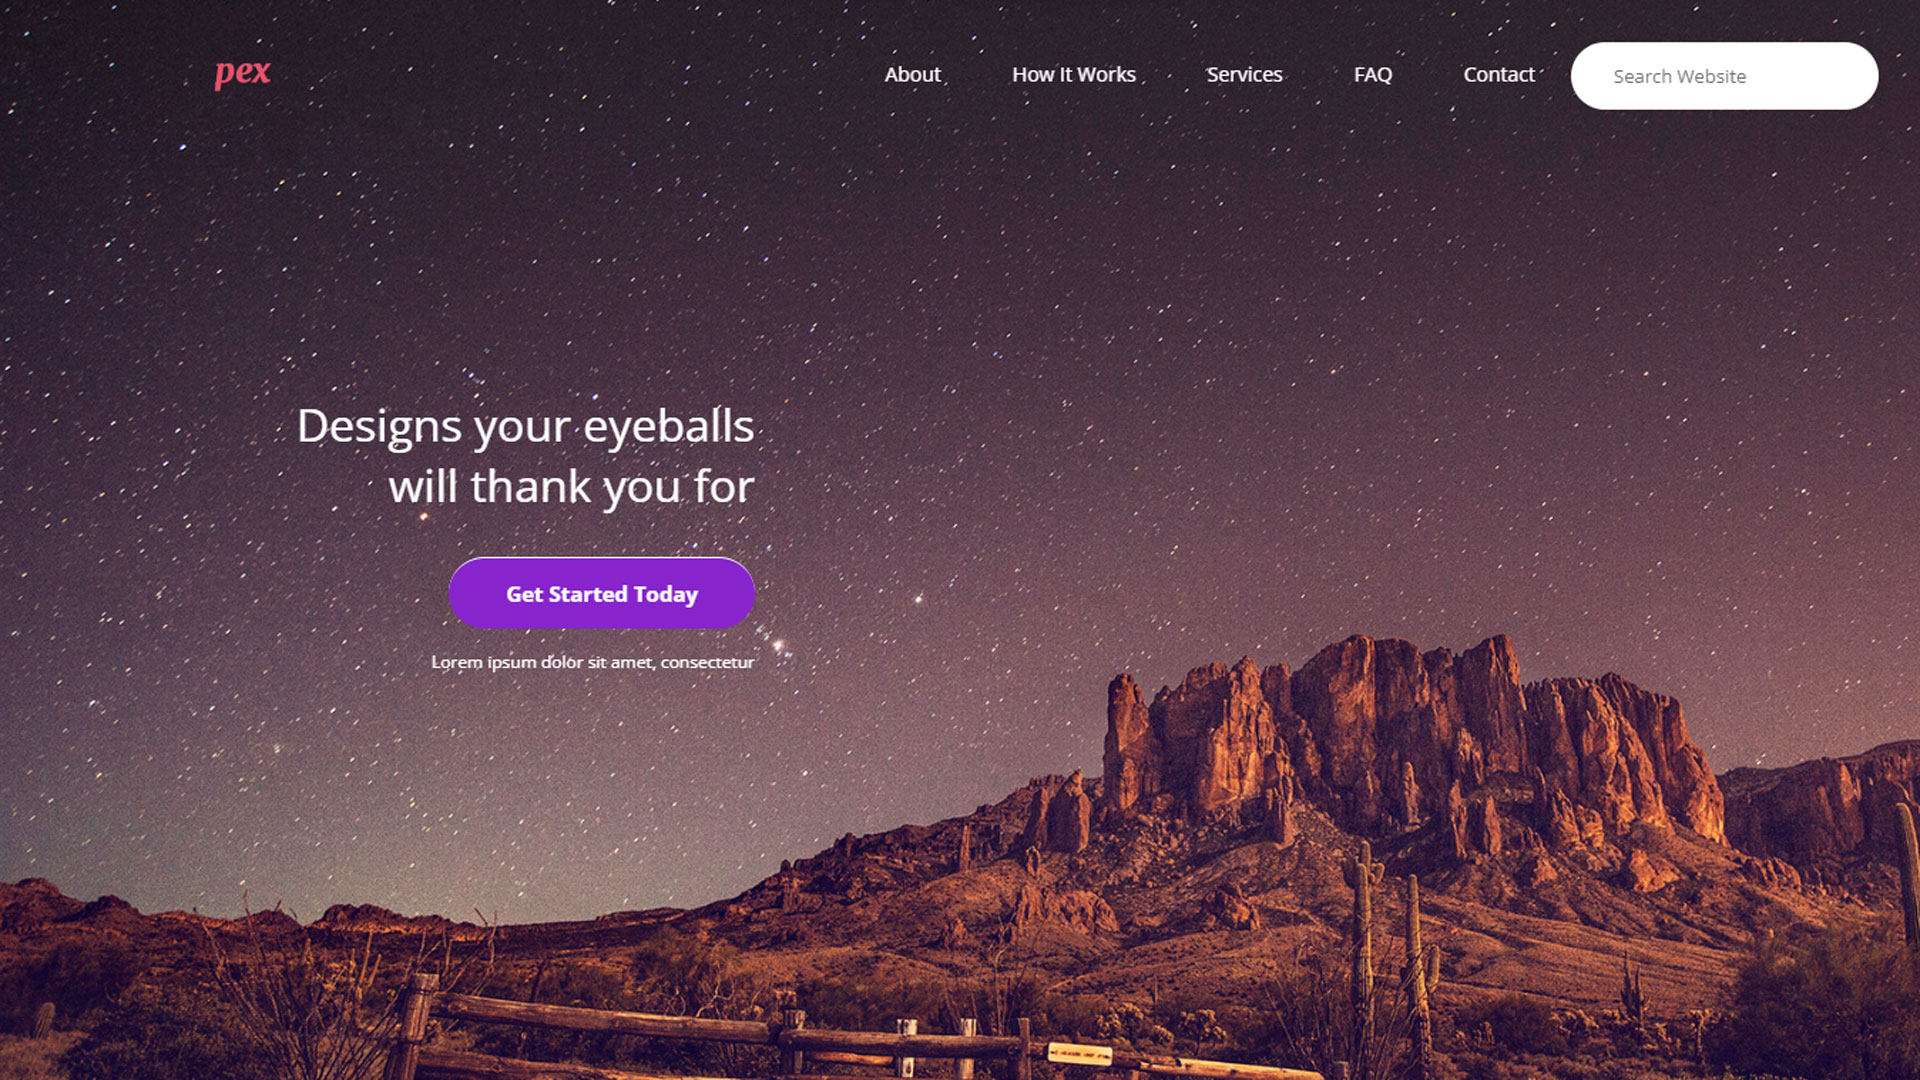 pex
About
How It Works
Services
FAQ
Contact
Search Website
Designs your eyeballs
will thank you for
Get Started Today
Lorem ipsum dolor sit amet, consectetur